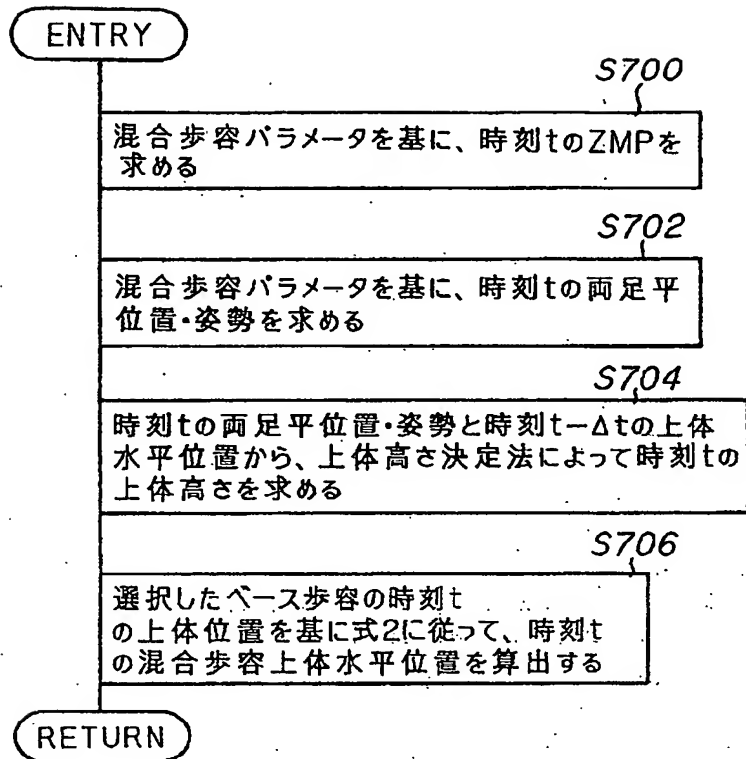 ENTRY
S700
混合歩容パラメータを基に、時刻tのZMPを
求める
S702
混合歩容パラメータを基に、時刻tの両足平
位置・姿勢を求める
S704
時刻tの両足平位置・姿勢と時刻t-Δtの上体
水平位置から、上体高さ決定法によって時刻tの
上体高さを求める
S706
選択したベース歩容の時刻t
の上体位置を基に式2に従って、時刻t
の混合歩容上体水平位置を算出する
RETURN